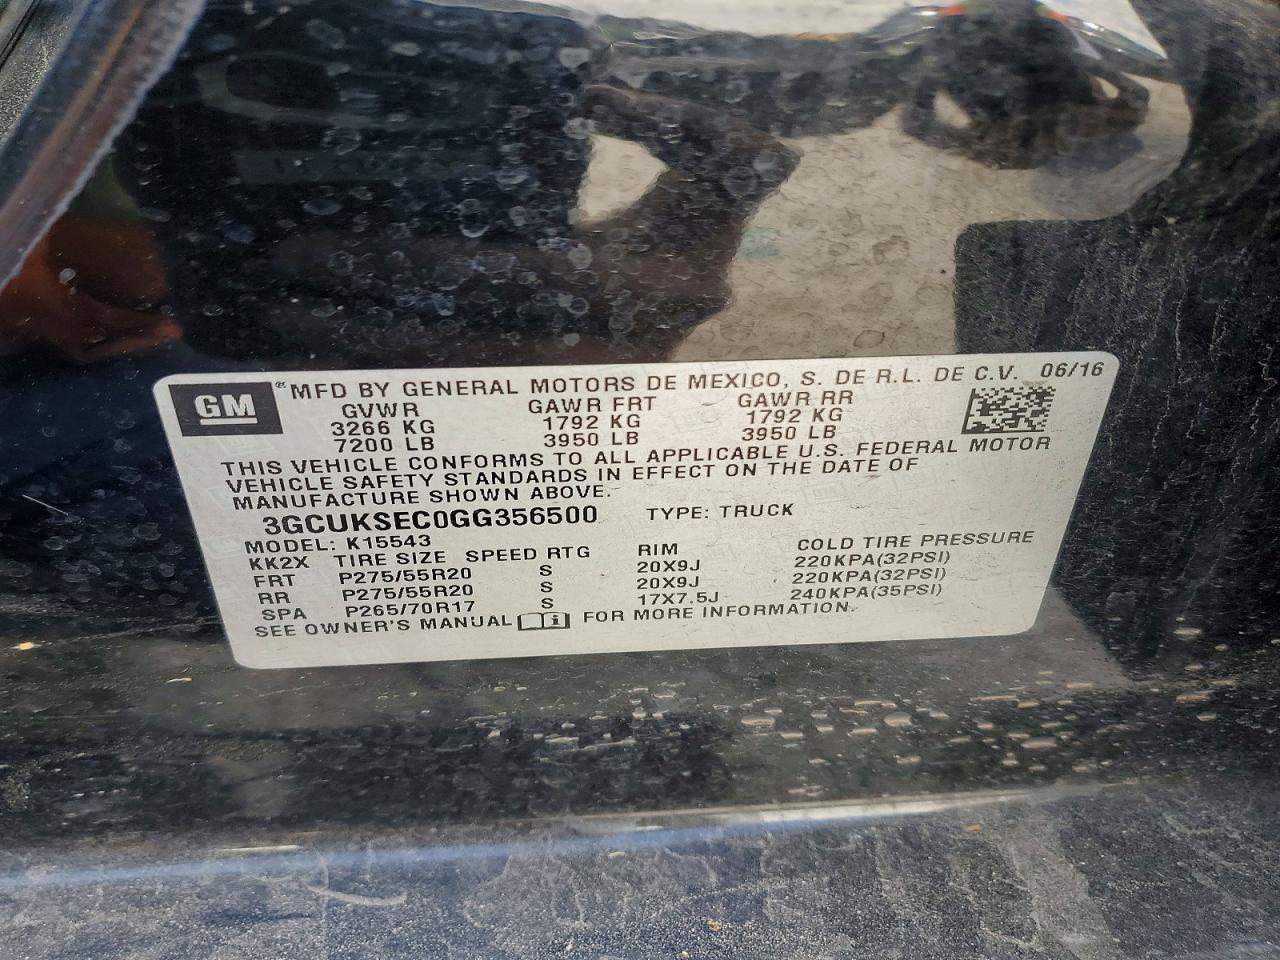 GM ® MFD BY GENERAL MOTORS DE MEXICO, S. DE R.L. DE C.V. 06/16
GVWR GAWR FRT GAWR RR
3266 KG 1792 KG 1792 KG
7200 LB 3950 LB 3950 LB
THIS VEHICLE CONFORMS TO ALL APPLICABLE U.S. FEDERAL MOTOR
VEHICLE SAFETY STANDARDS IN EFFECT ON THE DATE OF
MANUFACTURE SHOWN ABOVE.
3GCUKSEC0GG356500 TYPE: TRUCK
MODEL: K15543
KK2X TIRE SIZE SPEED RTG RIM COLD TIRE PRESSURE
FRT P275/55R20 S 20X9J 220KPA(32PSI)
RR P275/55R20 S 20X9J 220KPA(32PSI)
SPA P265/70R17 S 17X7.5J 240KPA(35PSI)
SEE OWNER'S MANUAL i FOR MORE INFORMATION.